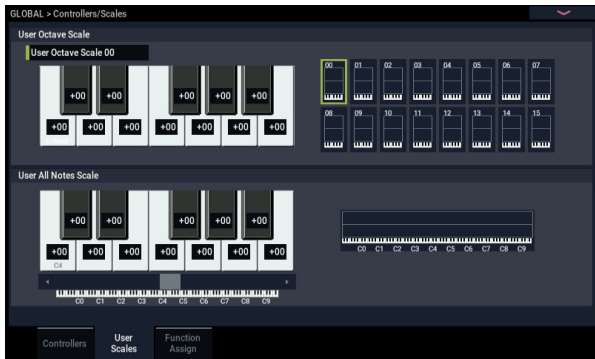 GLOBAL > Controllers/Scales
User Octave Scale
User Octave Scale 00
+00 +00 +00 +00 +00
+00 +00 +00 +00 +00 +00 +00
00 01 02 03 04 05 06 07
08 09 10 11 12 13 14 15
User All Notes Scale
+00 +00 +00 +00 +00
+00 +00 +00 +00 +00 +00 +00
C4
C0 C1 C2 C3 C4 C5 C6 C7 C8 C9
C0 C1 C2 C3 C4 C5 C6 C7 C8 C9
Controllers
User
Scales
Function
Assign